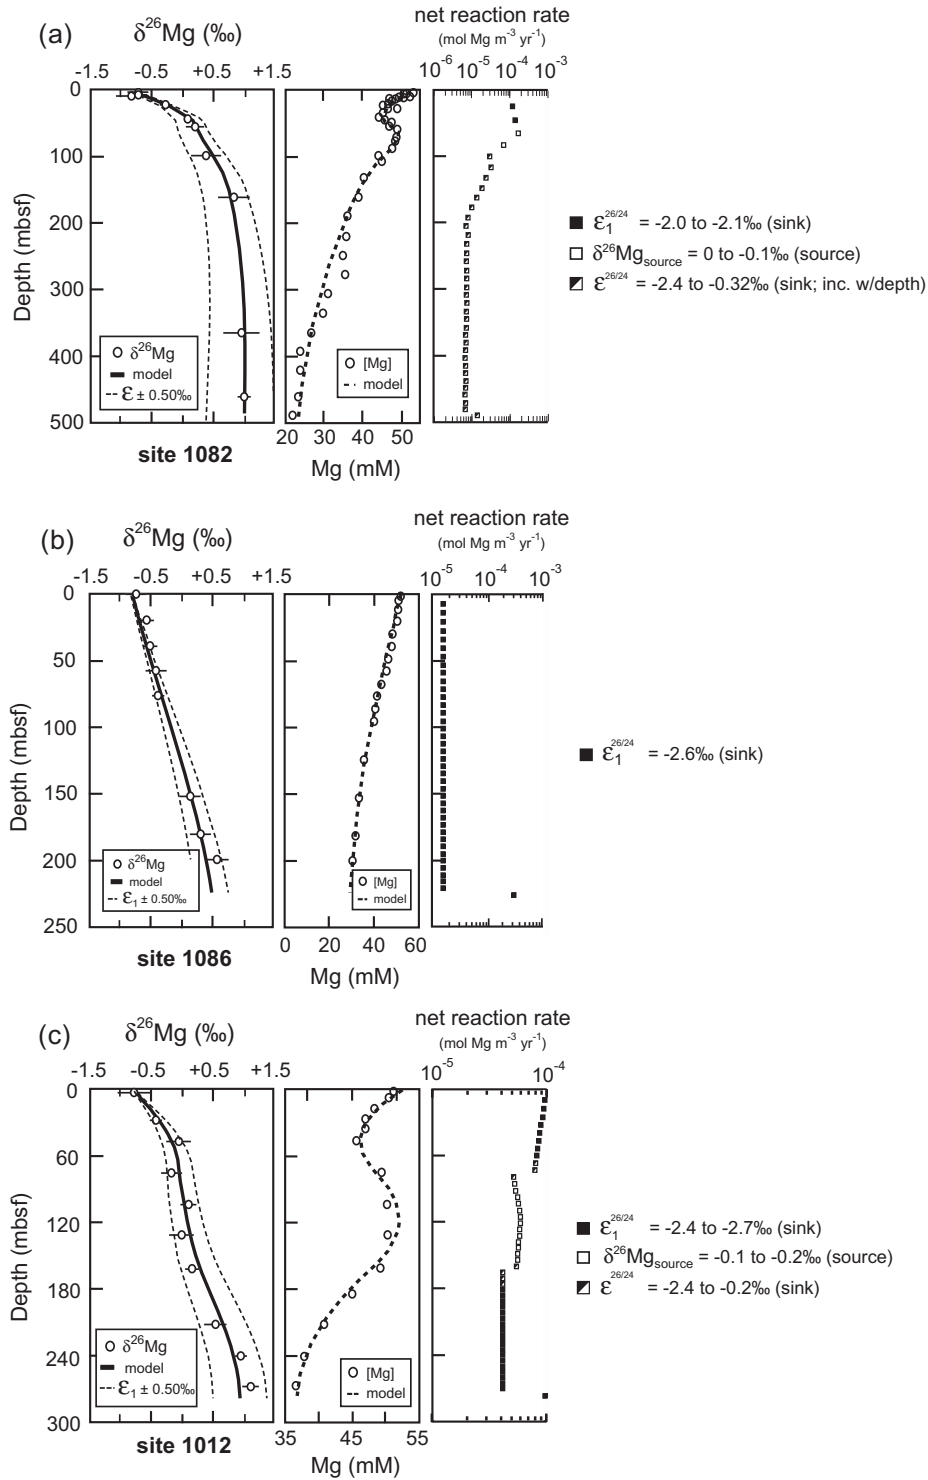 (a)
δ²⁶Mg (‰)
-1.5 -0.5 +0.5 +1.5
net reaction rate
(mol Mg m⁻³ yr⁻¹)
10⁻⁶ 10⁻⁵ 10⁻⁴ 10⁻³
0
100
200
300
400
500
Depth (mbsf)
δ²⁶Mg
model
ε ± 0.50‰
site 1082
[Mg]
model
20 30 40 50
Mg (mM)
ε₁²⁶/²⁴ = -2.0 to -2.1‰ (sink)
δ²⁶Mg source = 0 to -0.1‰ (source)
ε²⁶/²⁴ = -2.4 to -0.32‰ (sink; inc. w/depth)
(b)
δ²⁶Mg (‰)
-1.5 -0.5 +0.5 +1.5
net reaction rate
(mol Mg m⁻³ yr⁻¹)
10⁻⁵ 10⁻⁴ 10⁻³
0
50
100
150
200
250
Depth (mbsf)
δ²⁶Mg
model
ε₁ ± 0.50‰
site 1086
[Mg]
model
0 20 40 60
Mg (mM)
ε₁²⁶/²⁴ = -2.6‰ (sink)
(c)
δ²⁶Mg (‰)
-1.5 -0.5 +0.5 +1.5
net reaction rate
(mol Mg m⁻³ yr⁻¹)
10⁻⁵ 10⁻⁴
0
60
120
180
240
300
Depth (mbsf)
δ²⁶Mg
model
ε₁ ± 0.50‰
site 1012
[Mg]
model
35 45 55
Mg (mM)
ε₁²⁶/²⁴ = -2.4 to -2.7‰ (sink)
δ²⁶Mg source = -0.1 to -0.2‰ (source)
ε²⁶/²⁴ = -2.4 to -0.2‰ (sink)